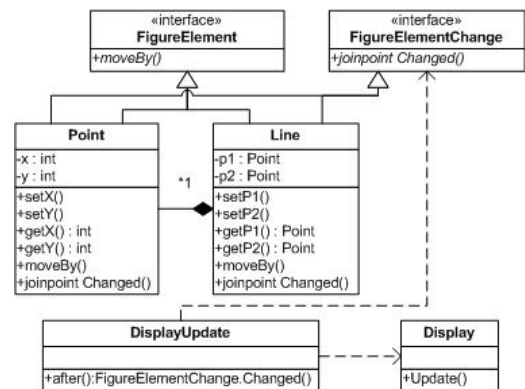 «interface»
FigureElement
+moveBy()
«interface»
FigureElementChange
+joinpoint Changed()
Point
-x : int
-y : int
+setX()
+setY()
+getX() : int
+getY() : int
+moveBy()
+joinpoint Changed()
*1
Line
-p1 : Point
-p2 : Point
+setP1()
+setP2()
+getP1() : Point
+getP2() : Point
+moveBy()
+joinpoint Changed()
DisplayUpdate
+after():FigureElementChange.Changed()
Display
+Update()